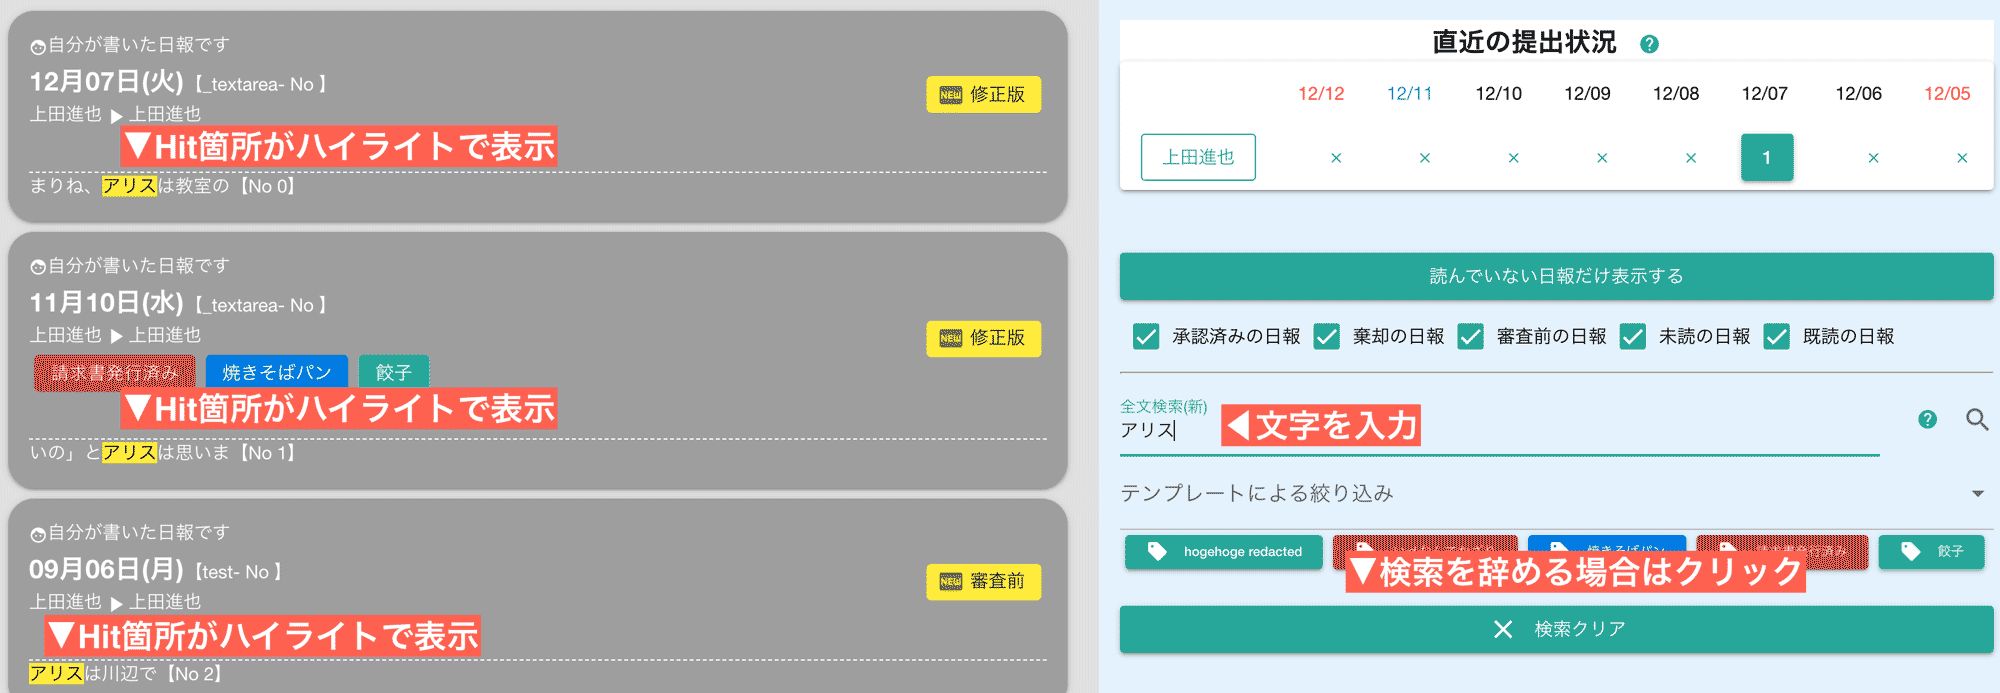 自分が書いた日報です
12月07日(火)【_textarea- No 】
上田進也 ▶ 上田進也
NEW 修正版
▼Hit箇所がハイライトで表示
まりね、アリスは教室の【No 0】
自分が書いた日報です
11月10日(水)【_textarea- No 】
上田進也 ▶ 上田進也
NEW 修正版
請求書発行済み 焼きそばパン 餃子
▼Hit箇所がハイライトで表示
いの」とアリスは思いま【No 1】
自分が書いた日報です
09月06日(月)【test- No 】
上田進也 ▶ 上田進也
NEW 審査前
▼Hit箇所がハイライトで表示
アリスは川辺で【No 2】
直近の提出状況 ?
12/12 12/11 12/10 12/09 12/08 12/07 12/06 12/05
上田進也 × × × × × 1 × ×
読んでいない日報だけ表示する
承認済みの日報 棄却の日報 審査前の日報 未読の日報 既読の日報
全文検索(新)
アリス
◀文字を入力
?
テンプレートによる絞り込み
hogehoge redacted 焼きそばパン 請求書発行済み 餃子
▼検索を辞める場合はクリック
× 検索クリア